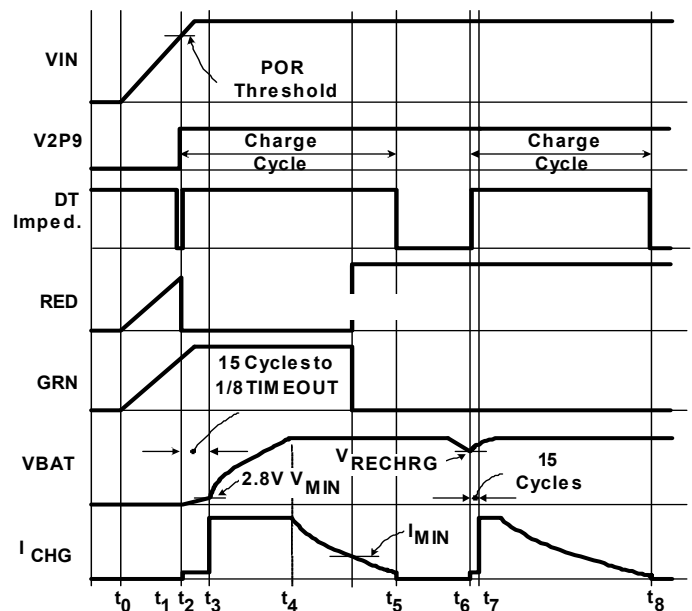 VIN
POR
Threshold
V2P9
Charge
Cycle
Charge
Cycle
DT
Imped.
RED
GRN
15 Cycles to
1/8 TIMEOUT
VBAT
VRECHRG
15
Cycles
2.8V VMIN
I CHG
IMIN
t0 t1 t2 t3 t4 t5 t6 t7 t8